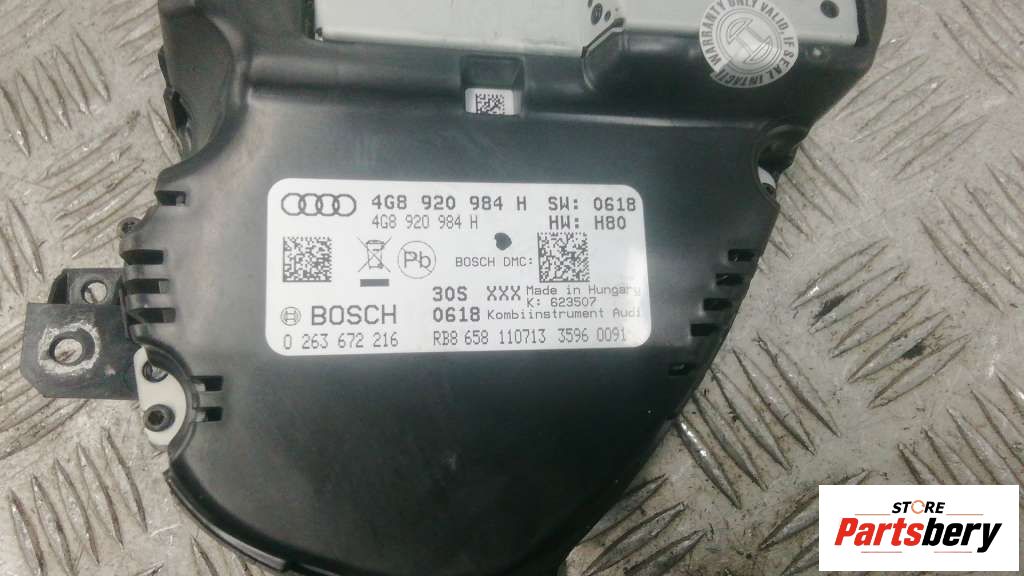 WARRANTY ONLY VALID, IF SEAL INTACT
4G8 920 984 H SW: 0618
4G8 920 984 H HW: H80
Pb
BOSCH DMC:
30S XXX Made in Hungary
K: 623507
BOSCH 0618 Kombiinstrument Audi
0 263 672 216 RB8 658 110713 3596 0091
STORE
Partsbery